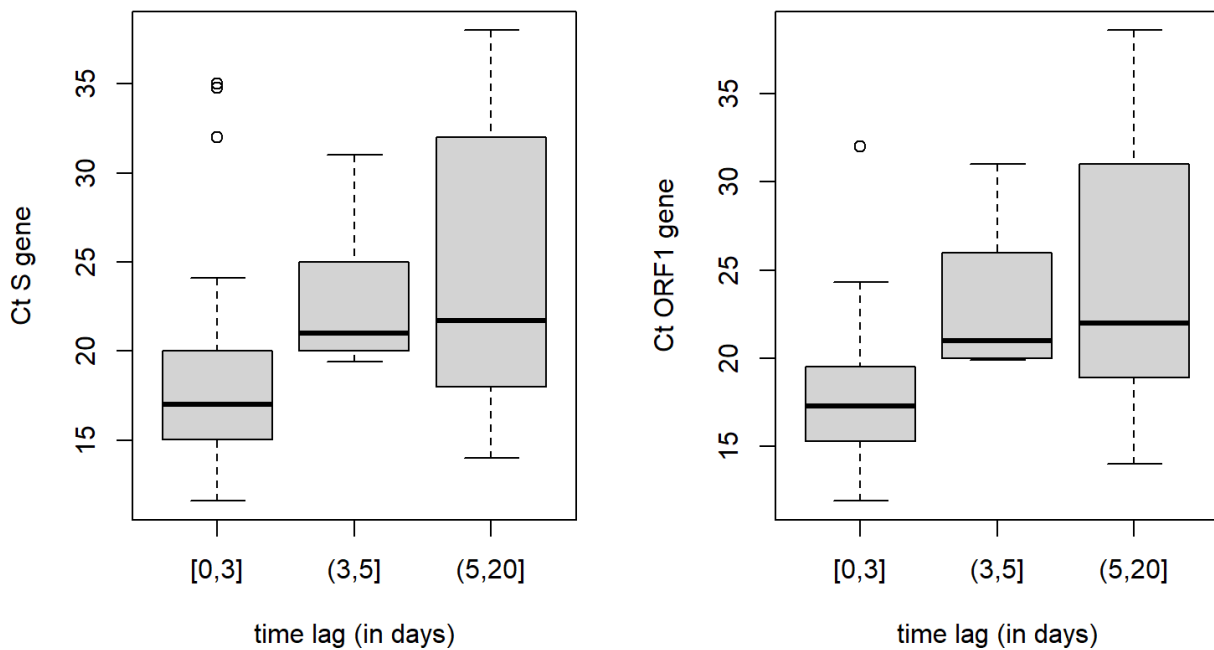 Ct S gene
35
30
25
20
15
[0,3] (3,5] (5,20]
time lag (in days)
Ct ORF1 gene
35
30
25
20
15
[0,3] (3,5] (5,20]
time lag (in days)